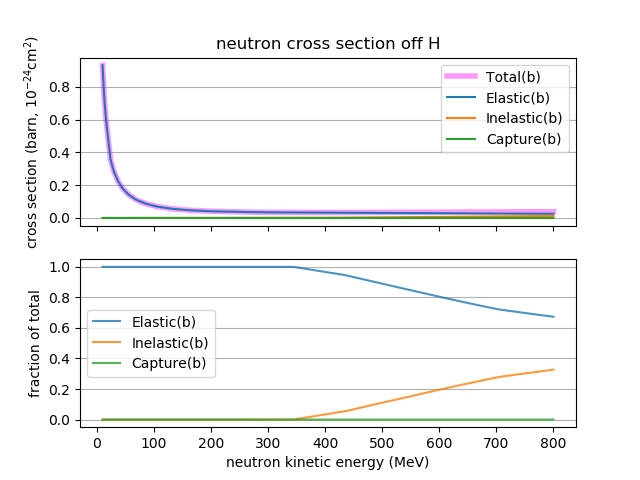 neutron cross section off H
cross section (barn, 10⁻²⁴cm²)
0.8
0.6
0.4
0.2
0.0
Total(b)
Elastic(b)
Inelastic(b)
Capture(b)
fraction of total
1.0
0.8
0.6
0.4
0.2
0.0
Elastic(b)
Inelastic(b)
Capture(b)
0 100 200 300 400 500 600 700 800
neutron kinetic energy (MeV)